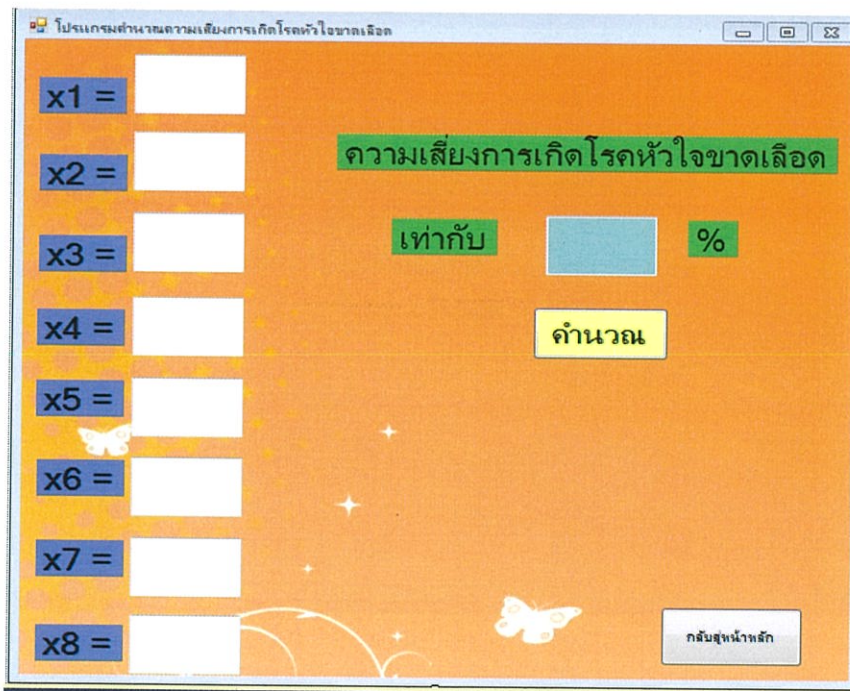 โปรแกรมคำนวณความเสี่ยงการเกิดโรคหัวใจขาดเลือด
x1 =
x2 =
ความเสี่ยงการเกิดโรคหัวใจขาดเลือด
x3 =
เท่ากับ %
x4 =
คำนวณ
x5 =
x6 =
x7 =
x8 =
กลับสู่หน้าหลัก